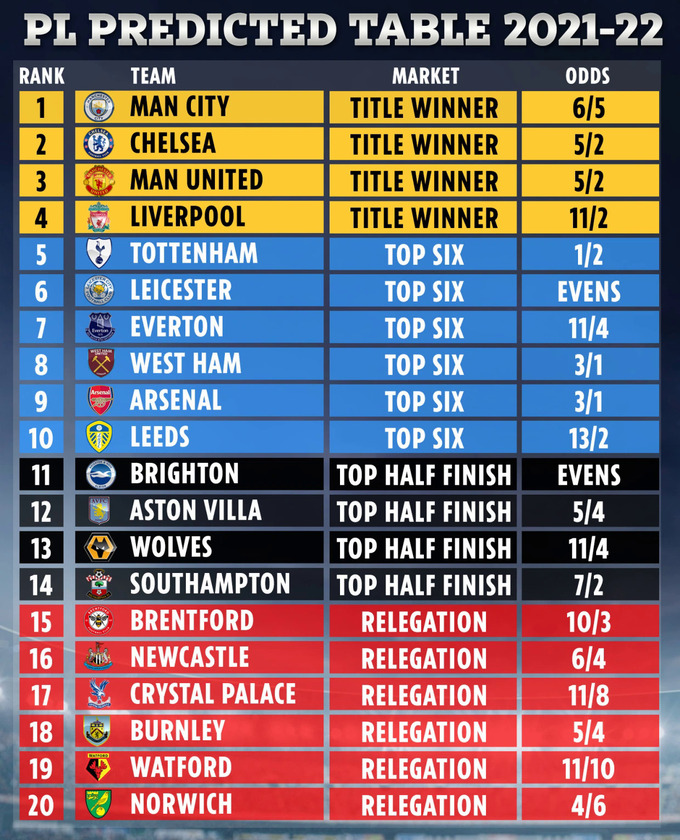 PL PREDICTED TABLE 2021-22
RANK TEAM MARKET ODDS
1 MAN CITY TITLE WINNER 6/5
2 CHELSEA TITLE WINNER 5/2
3 MAN UNITED TITLE WINNER 5/2
4 LIVERPOOL TITLE WINNER 11/2
5 TOTTENHAM TOP SIX 1/2
6 LEICESTER TOP SIX EVENS
7 EVERTON TOP SIX 11/4
8 WEST HAM TOP SIX 3/1
9 ARSENAL TOP SIX 3/1
10 LEEDS TOP SIX 13/2
11 BRIGHTON TOP HALF FINISH EVENS
12 ASTON VILLA TOP HALF FINISH 5/4
13 WOLVES TOP HALF FINISH 11/4
14 SOUTHAMPTON TOP HALF FINISH 7/2
15 BRENTFORD RELEGATION 10/3
16 NEWCASTLE RELEGATION 6/4
17 CRYSTAL PALACE RELEGATION 11/8
18 BURNLEY RELEGATION 5/4
19 WATFORD RELEGATION 11/10
20 NORWICH RELEGATION 4/6